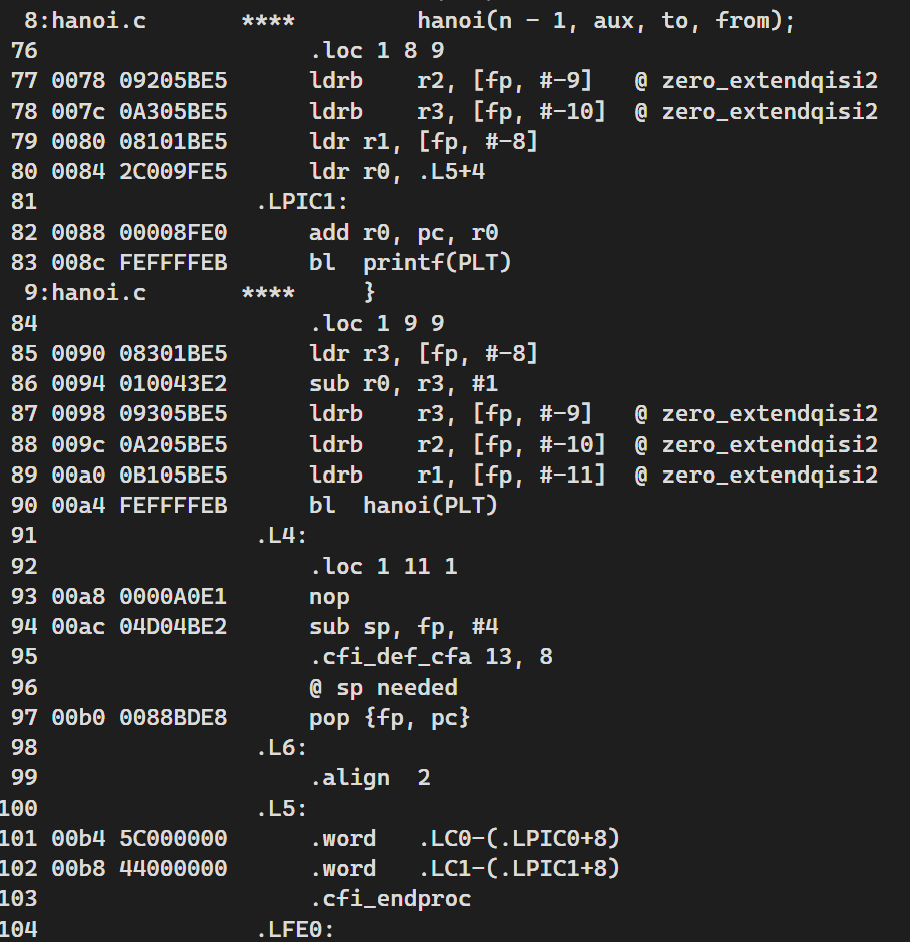 8:hanoi.c       ****         hanoi(n - 1, aux, to, from);
76                    .loc 1 8 9
77 0078 09205BE5      ldrb    r2, [fp, #-9]   @ zero_extendqisi2
78 007c 0A305BE5      ldrb    r3, [fp, #-10]  @ zero_extendqisi2
79 0080 08101BE5      ldr r1, [fp, #-8]
80 0084 2C009FE5      ldr r0, .L5+4
81                .LPIC1:
82 0088 00008FE0      add r0, pc, r0
83 008c FEFFFFEB      bl  printf(PLT)
9:hanoi.c       ****     }
84                    .loc 1 9 9
85 0090 08301BE5      ldr r3, [fp, #-8]
86 0094 010043E2      sub r0, r3, #1
87 0098 09305BE5      ldrb    r3, [fp, #-9]   @ zero_extendqisi2
88 009c 0A205BE5      ldrb    r2, [fp, #-10]  @ zero_extendqisi2
89 00a0 0B105BE5      ldrb    r1, [fp, #-11]  @ zero_extendqisi2
90 00a4 FEFFFFEB      bl  hanoi(PLT)
91                .L4:
92                    .loc 1 11 1
93 00a8 0000A0E1      nop
94 00ac 04D04BE2      sub sp, fp, #4
95                    .cfi_def_cfa 13, 8
96                    @ sp needed
97 00b0 0088BDE8      pop {fp, pc}
98                .L6:
99                    .align  2
100                .L5:
101 00b4 5C000000      .word   .LC0-(.LPIC0+8)
102 00b8 44000000      .word   .LC1-(.LPIC1+8)
103                    .cfi_endproc
104                .LFE0: